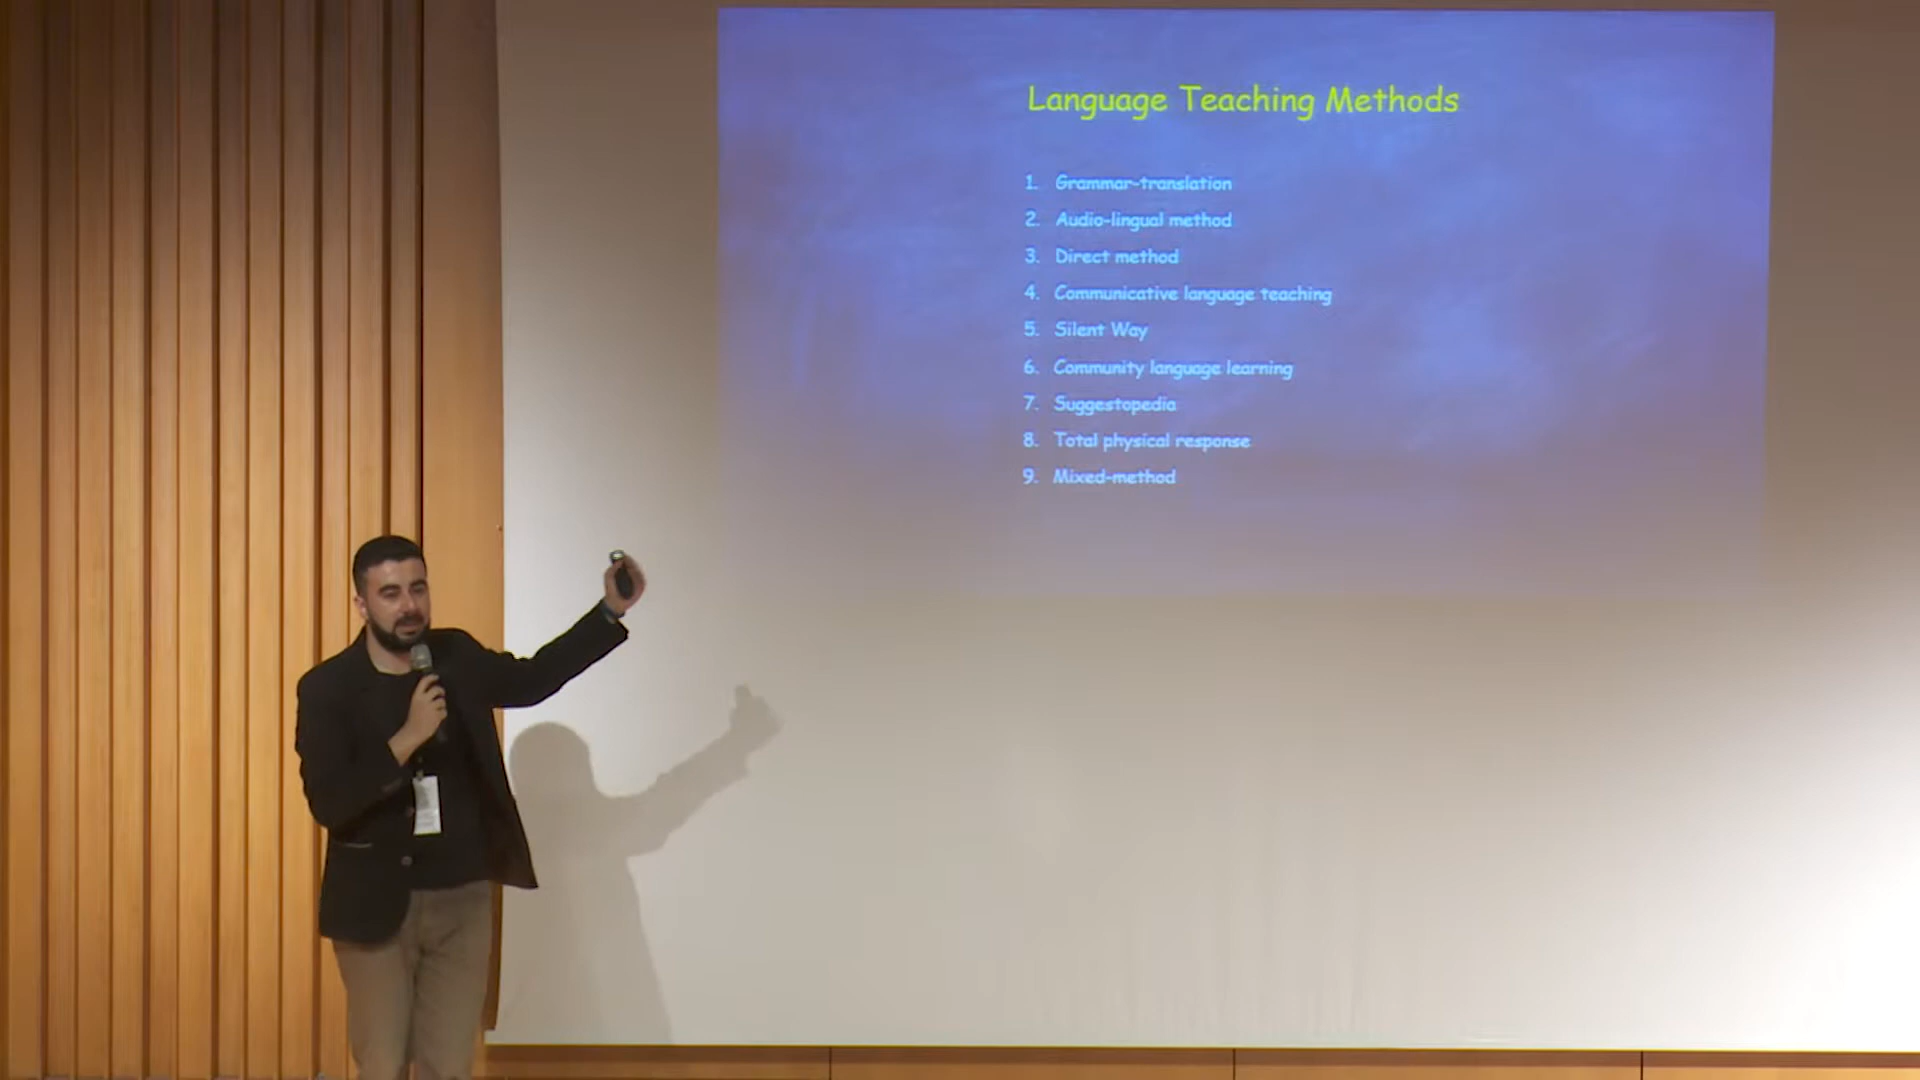 Language Teaching Methods
1. Grammar-translation
2. Audio-lingual method
3. Direct method
4. Communicative language teaching
5. Silent Way
6. Community language learning
7. Suggestopedia
8. Total physical response
9. Mixed-method